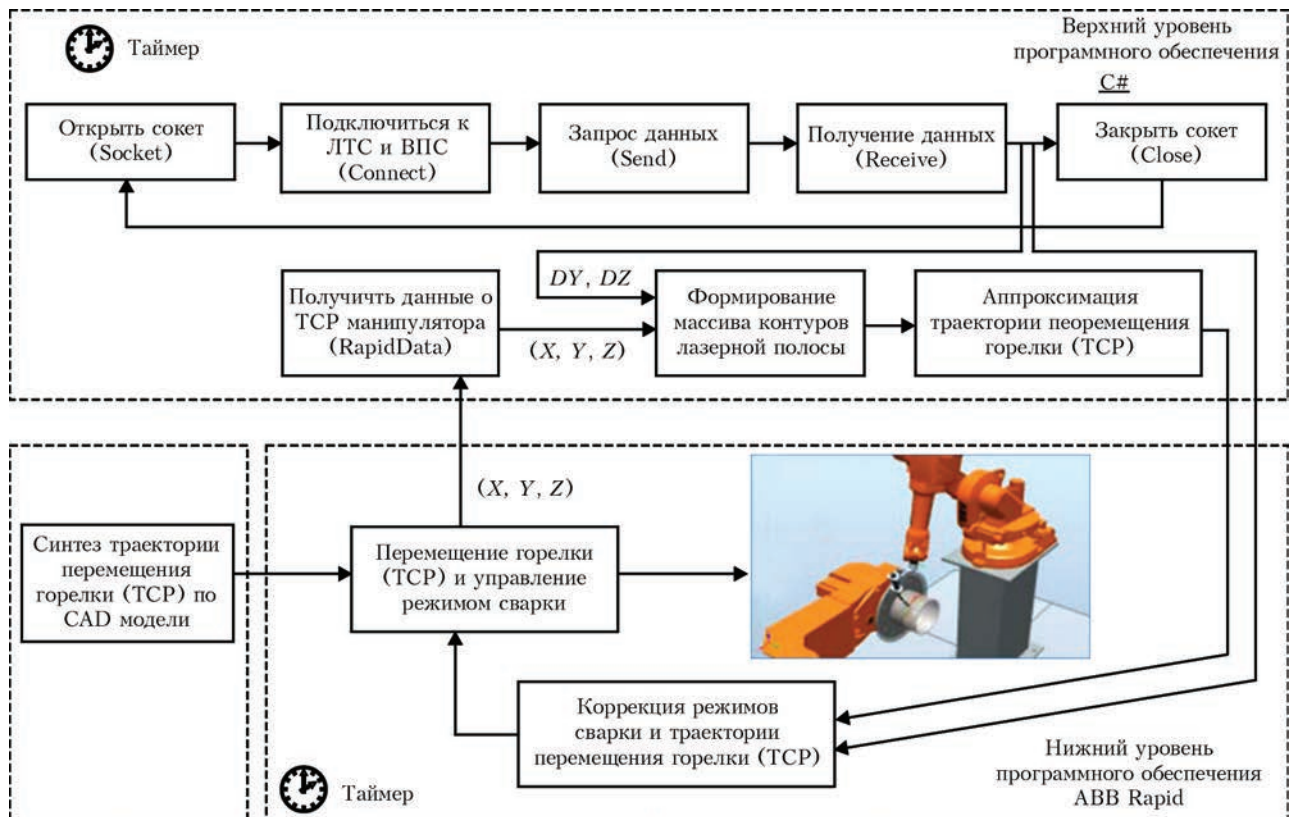 Таймер
Верхний уровень
программного обеспечения
C#
Открыть сокет
(Socket)
Подключиться к
ЛТС и ВПС
(Connect)
Запрос данных
(Send)
Получение данных
(Receive)
Закрыть сокет
(Close)
DY, DZ
Получичть данные о
TCP манипулятора
(RapidData)
(X, Y, Z)
Формирование
массива контуров
лазерной полосы
Аппроксимация
траектории пеоремещения
горелки (TCP)
(X, Y, Z)
Синтез траектории
перемещения
горелки (TCP) по
CAD модели
Перемещение горелки
(TCP) и управление
режимом сварки
Коррекция режимов
сварки и траектории
перемещения горелки (TCP)
Таймер
Нижний уровень
программного обеспечения
ABB Rapid